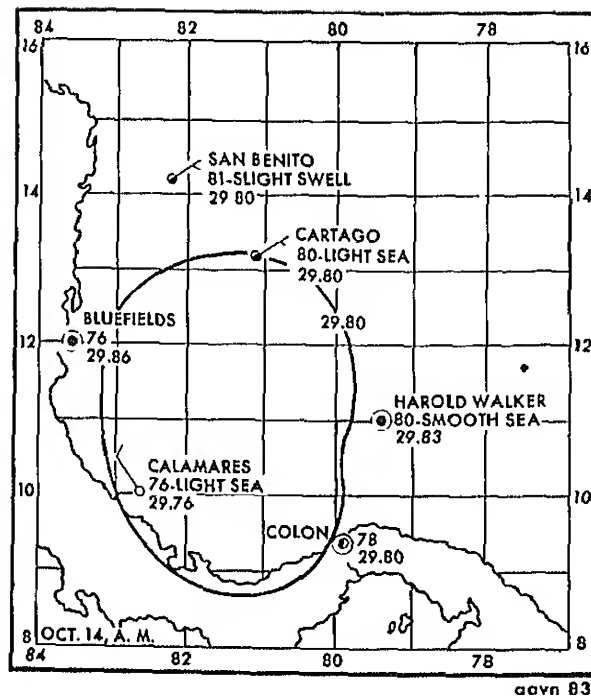 84 82 80 78
16 16
SAN BENITO
81-SLIGHT SWELL
29 80
14 14
CARTAGO
80-LIGHT SEA
29.80
29.80
BLUEFIELDS
12 76 12
29.86
HAROLD WALKER
80-SMOOTH SEA
29.83
CALAMARES
76-LIGHT SEA
29.76
10 10
COLON
78
29.80
OCT. 14, A. M.
8 8
84 82 80 78
aavn 83